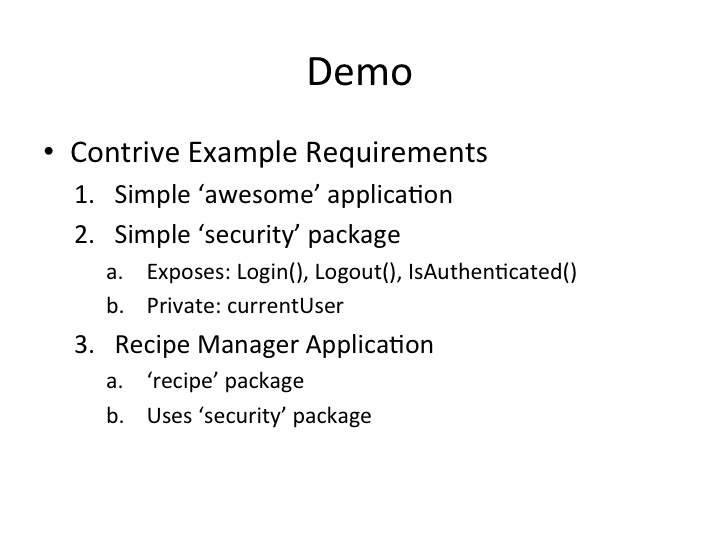 Demo
• Contrive Example Requirements
1. Simple ‘awesome’ application
2. Simple ‘security’ package
a. Exposes: Login(), Logout(), IsAuthenticated()
b. Private: currentUser
3. Recipe Manager Application
a. ‘recipe’ package
b. Uses ‘security’ package